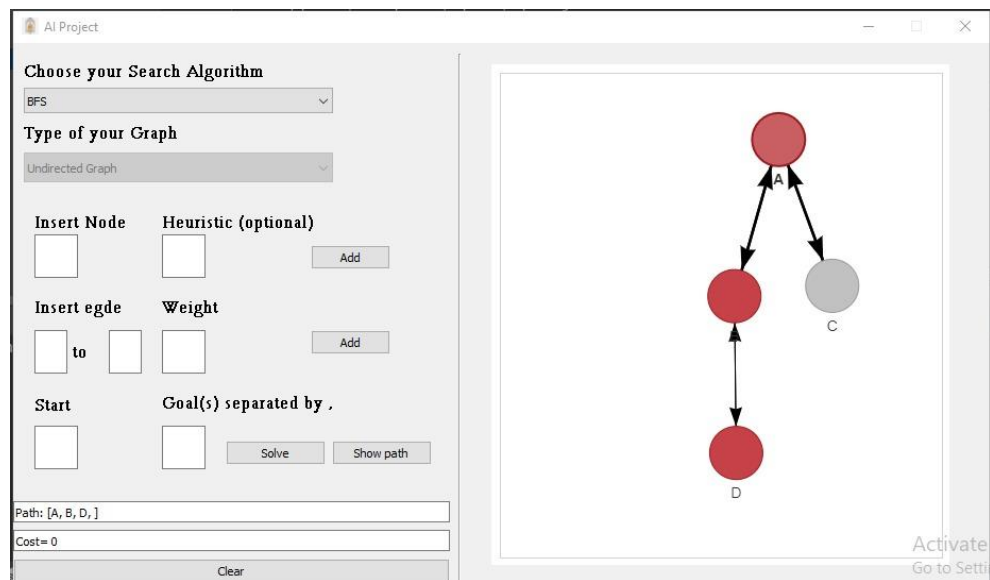 AI Project
Choose your Search Algorithm
BFS
Type of your Graph
Undirected Graph
Insert Node Heuristic (optional)
Add
Insert egde Weight
to
Add
Start Goal(s) separated by ,
Solve Show path
Path: [A, B, D, ]
Cost= 0
Clear
A
B
C
D
Activate
Go to Setti